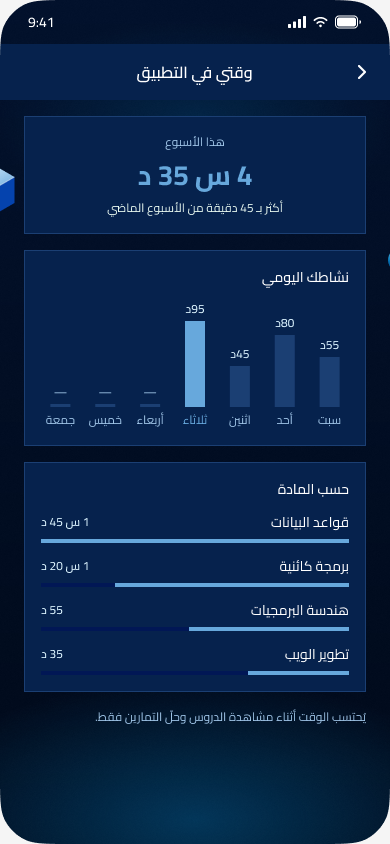 9:41
وقتي في التطبيق
هذا الأسبوع
4 س 35 د
أكثر بـ 45 دقيقة من الأسبوع الماضي
نشاطك اليومي
55د
80د
45د
95د
—
—
—
سبت
أحد
اثنين
ثلاثاء
أربعاء
خميس
جمعة
حسب المادة
قواعد البيانات
1 س 45 د
برمجة كائنية
1 س 20 د
هندسة البرمجيات
55 د
تطوير الويب
35 د
يُحتسب الوقت أثناء مشاهدة الدروس وحلّ التمارين فقط.